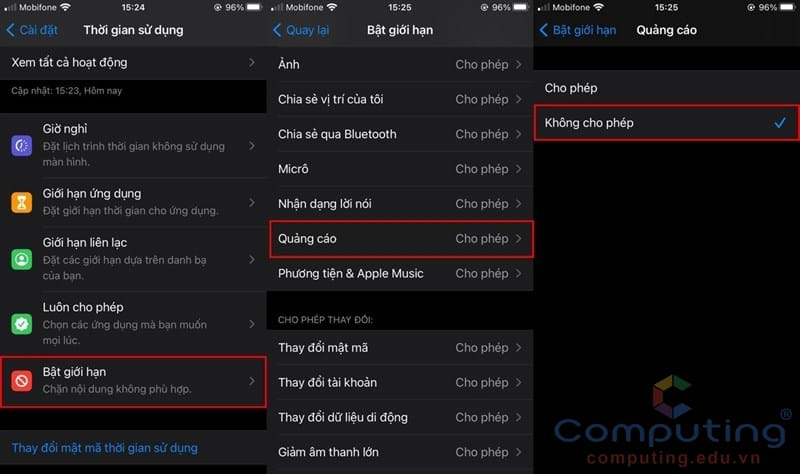 Mobifone 15:24 96%
Cài đặt Thời gian sử dụng
Xem tất cả hoạt động
Cập nhật: 15:23, Hôm nay
Giờ nghỉ
Đặt lịch trình thời gian không sử dụng
màn hình.
Giới hạn ứng dụng
Đặt giới hạn thời gian cho ứng dụng.
Giới hạn liên lạc
Đặt các giới hạn dựa trên danh bạ
của bạn.
Luôn cho phép
Chọn các ứng dụng mà bạn muốn
mọi lúc.
Bật giới hạn
Chặn nội dung không phù hợp.
Thay đổi mật mã thời gian sử dụng
Mobifone 15:25 96%
Quay lại Bật giới hạn
Ảnh Cho phép
Chia sẻ vị trí của tôi Cho phép
Chia sẻ qua Bluetooth Cho phép
Micrô Cho phép
Nhận dạng lời nói Cho phép
Quảng cáo Cho phép
Phương tiện & Apple Music Cho phép
CHO PHÉP THAY ĐỔI:
Thay đổi mật mã Cho phép
Thay đổi tài khoản Cho phép
Thay đổi dữ liệu di động Cho phép
Giảm âm thanh lớn Cho phép
Mobifone 15:25 96%
Bật giới hạn Quảng cáo
Cho phép
Không cho phép
Computing®
computing.edu.vn